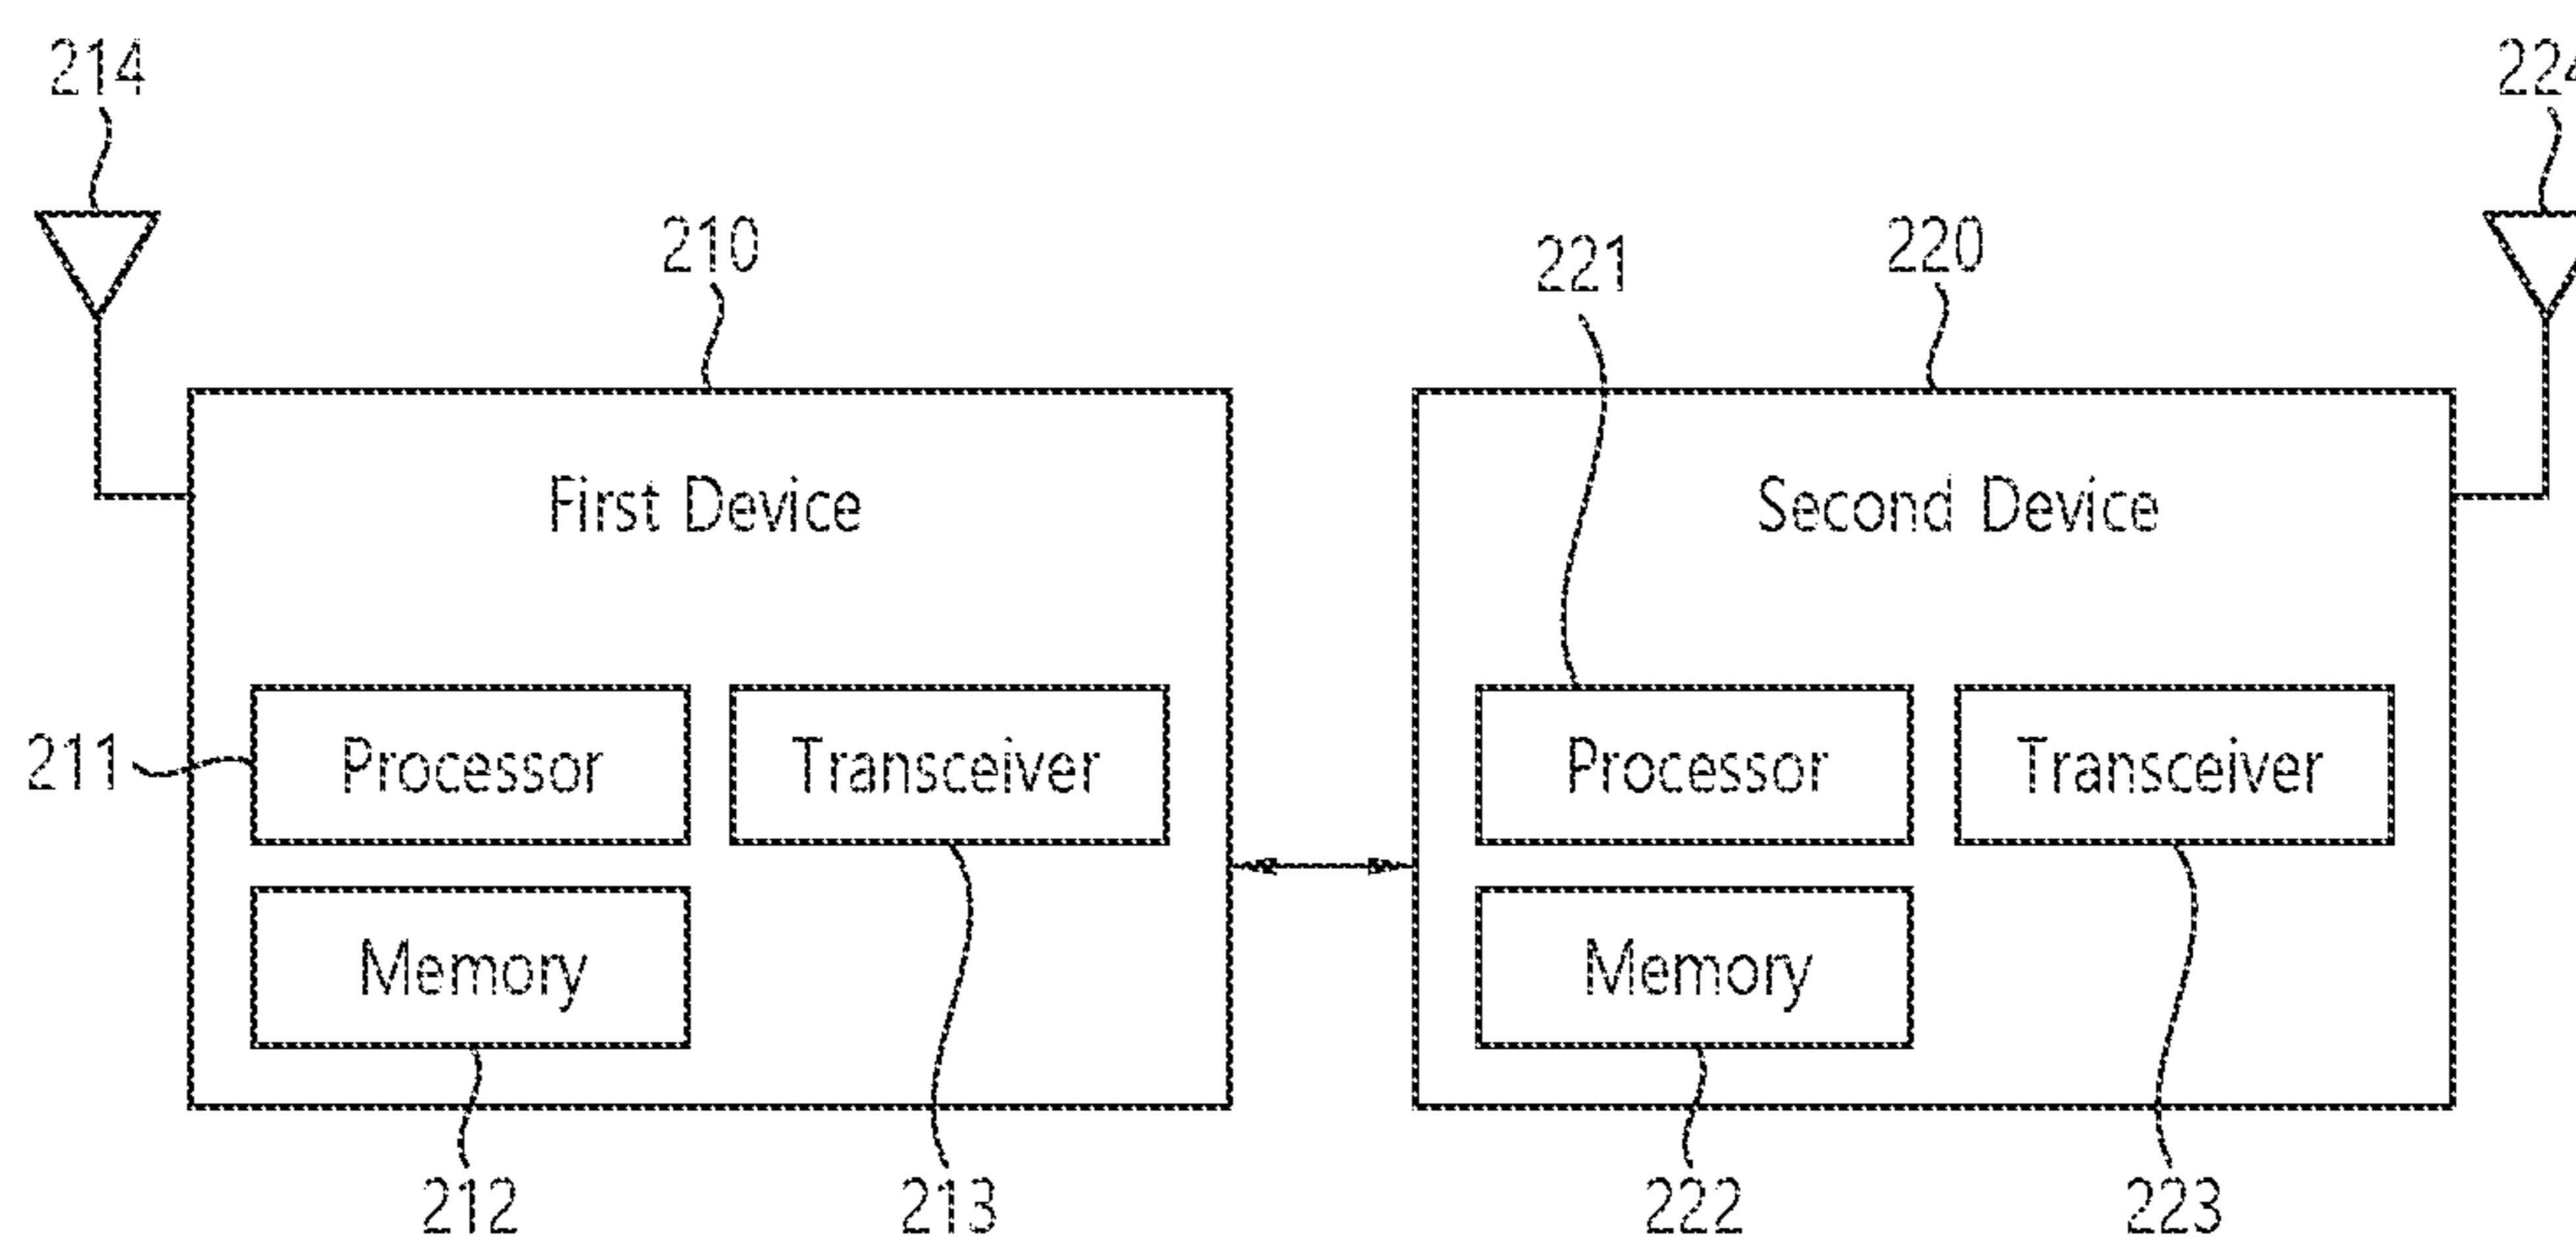 214
224
210
221
220
First Device
Second Device
211
Processor
Transceiver
Processor
Transceiver
Memory
Memory
212
213
222
223